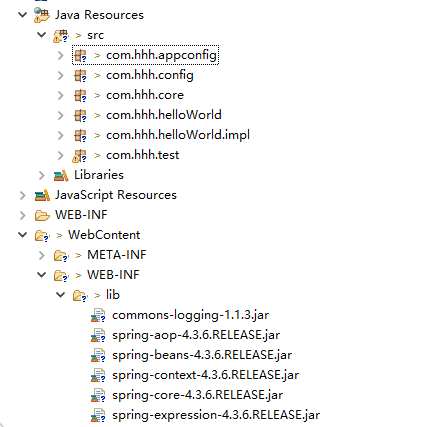 Java Resources
> src
> com.hhh.appconfig
> com.hhh.config
> com.hhh.core
> com.hhh.helloWorld
> com.hhh.helloWorld.impl
> com.hhh.test
Libraries
JavaScript Resources
WEB-INF
> WebContent
> META-INF
> WEB-INF
> lib
commons-logging-1.1.3.jar
spring-aop-4.3.6.RELEASE.jar
spring-beans-4.3.6.RELEASE.jar
spring-context-4.3.6.RELEASE.jar
spring-core-4.3.6.RELEASE.jar
spring-expression-4.3.6.RELEASE.jar